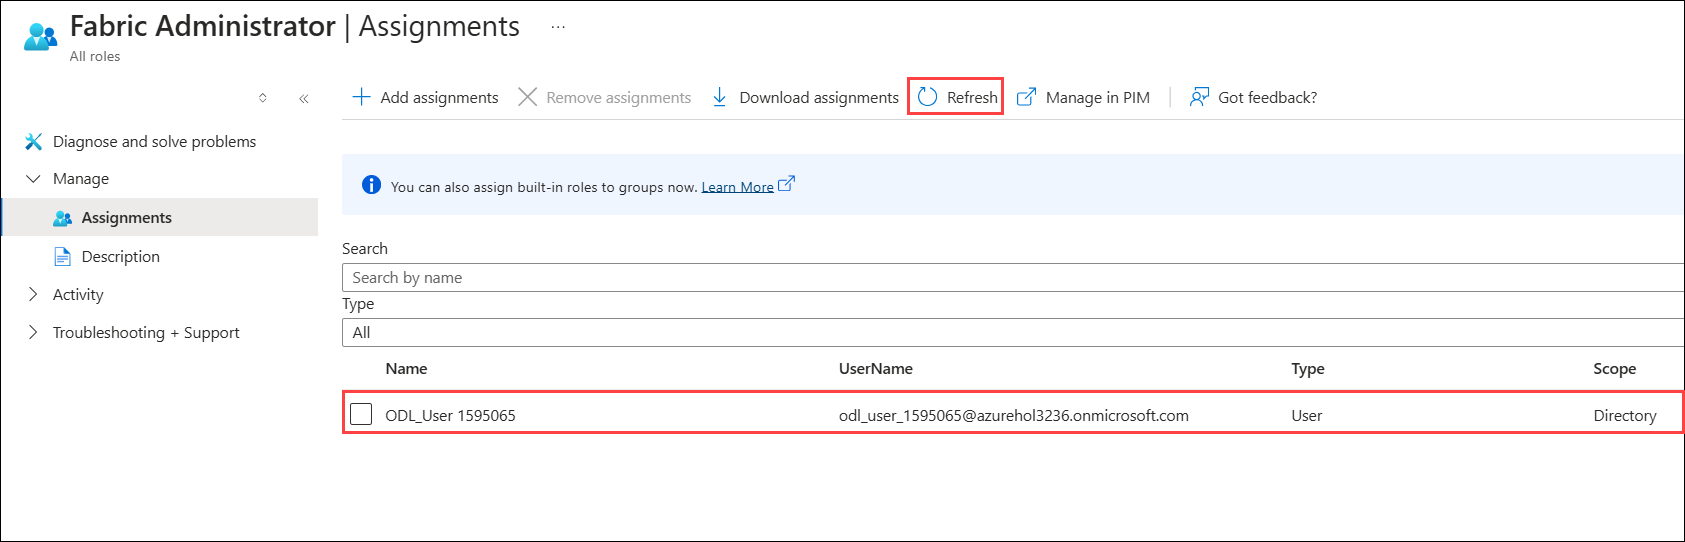 Fabric Administrator | Assignments ...
All roles
Add assignments Remove assignments Download assignments Refresh Manage in PIM Got feedback?
Diagnose and solve problems
Manage
Assignments
Description
Activity
Troubleshooting + Support
You can also assign built-in roles to groups now. Learn More
Search
Search by name
Type
All
Name UserName Type Scope
ODL_User 1595065 odl_user_1595065@azurehol3236.onmicrosoft.com User Directory